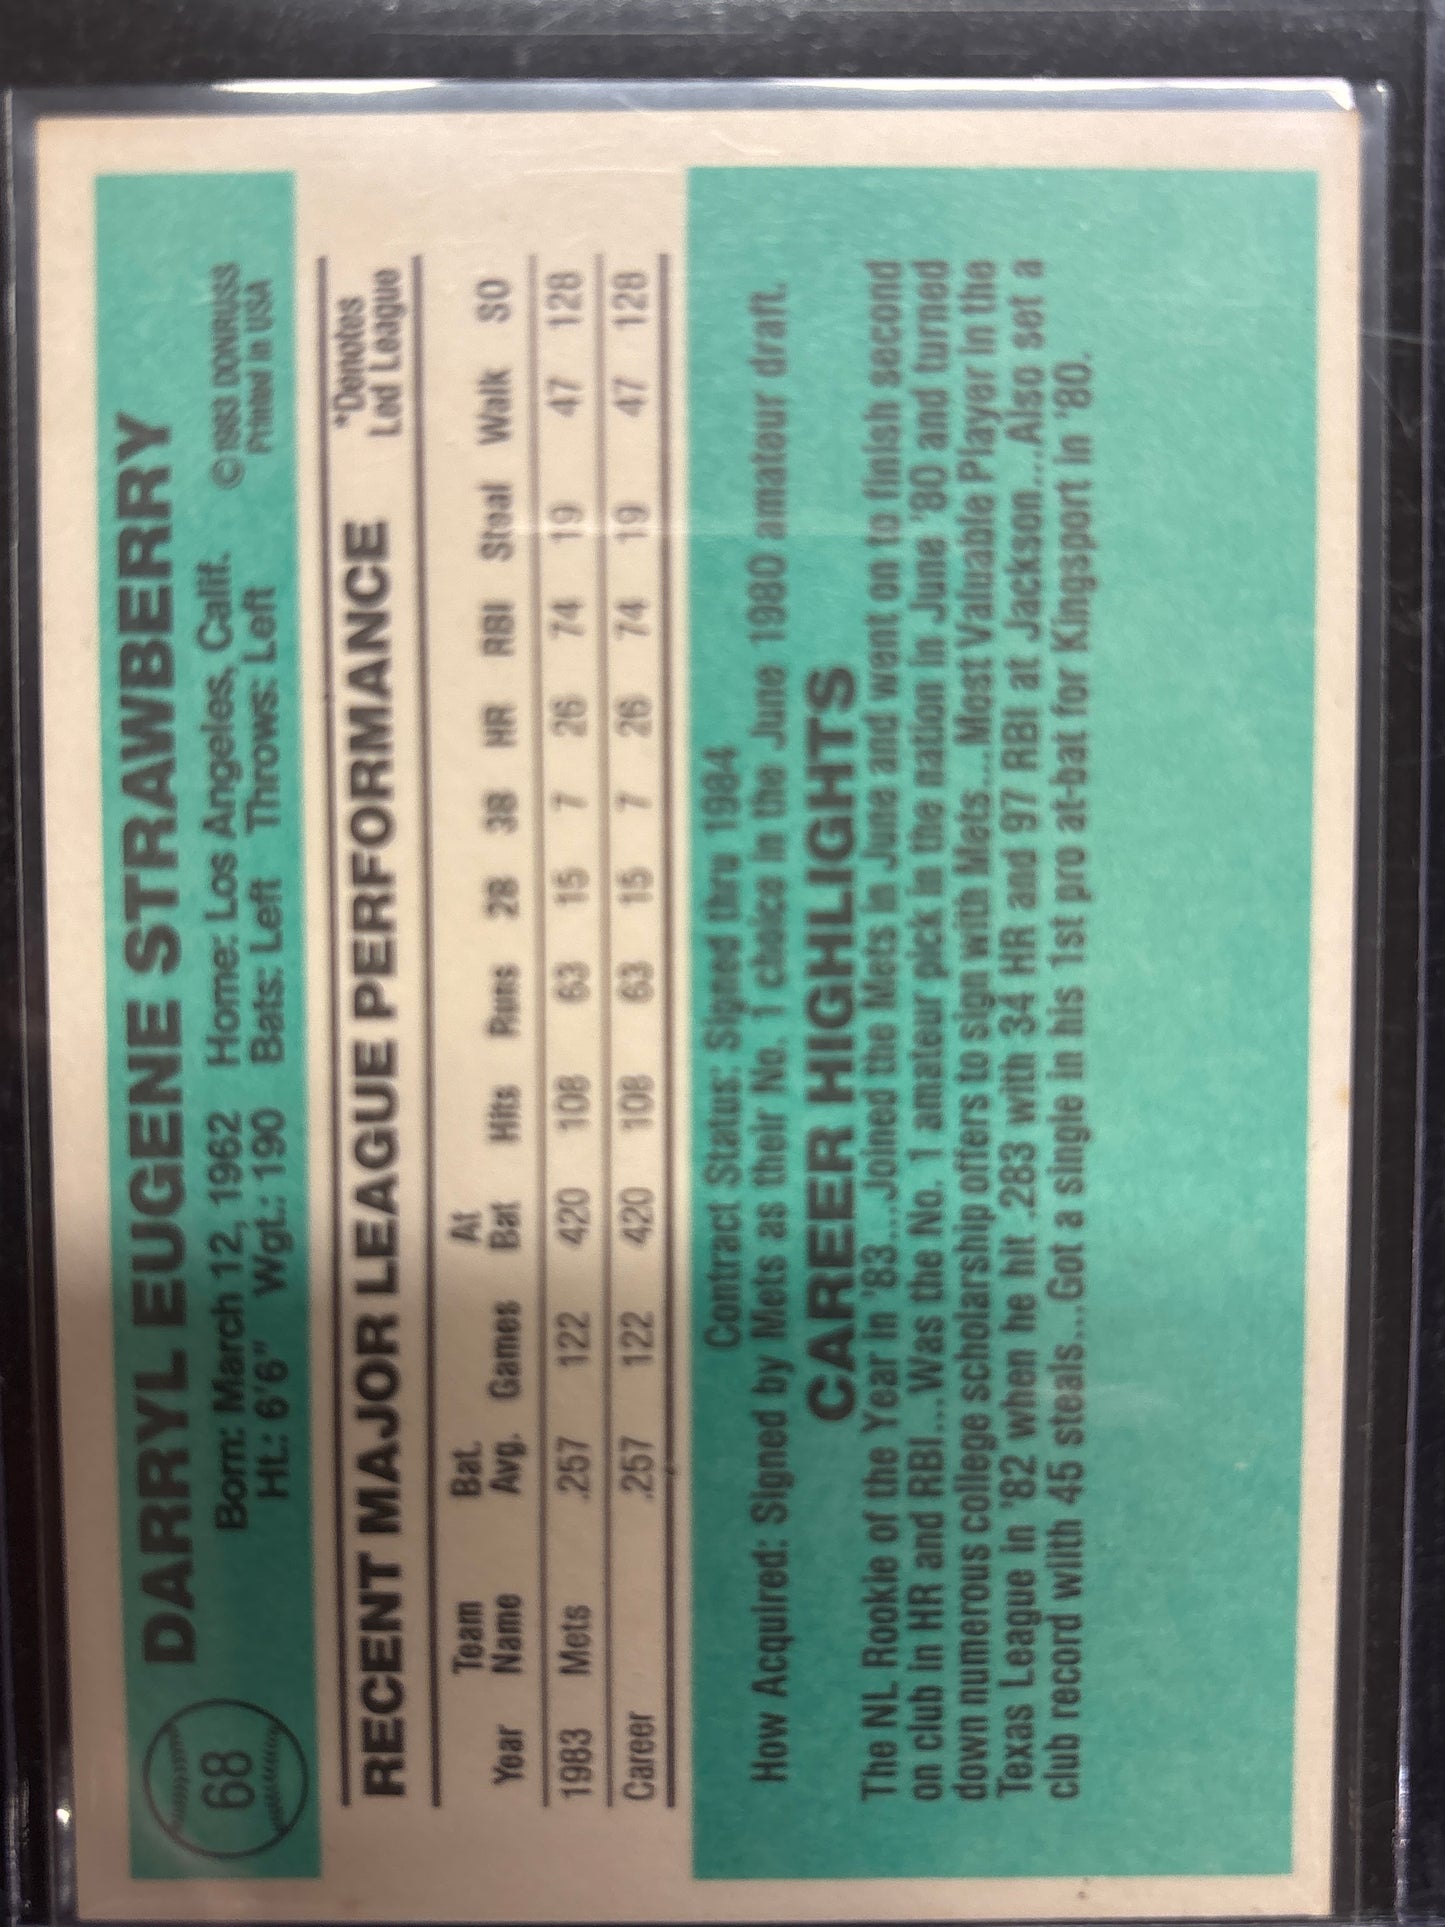 68
DARRYL EUGENE STRAWBERRY
Born: March 12, 1962 Home: Los Angeles, Calif. © 1983 DONRUSS
Ht.: 6'6" Wgt.: 190 Bats: Left Throws: Left Printed in USA
RECENT MAJOR LEAGUE PERFORMANCE
*Denotes
Led League
Team Bat. At
Year Name Avg. Games Bat Hits Runs 2B 3B HR RBI Steal Walk SO
1983 Mets .257 122 420 108 63 15 7 26 74 19 47 128
Career .257 122 420 108 63 15 7 26 74 19 47 128
Contract Status: Signed thru 1984
How Acquired: Signed by Mets as their No. 1 choice in the June 1980 amateur draft.
CAREER HIGHLIGHTS
The NL Rookie of the Year in '83....Joined the Mets in June and went on to finish second
on club in HR and RBI....Was the No. 1 amateur pick in the nation in June '80 and turned
down numerous college scholarship offers to sign with Mets....Most Valuable Player in the
Texas League in '82 when he hit .283 with 34 HR and 97 RBI at Jackson....Also set a
club record with 45 steals....Got a single in his 1st pro at-bat for Kingsport in '80.